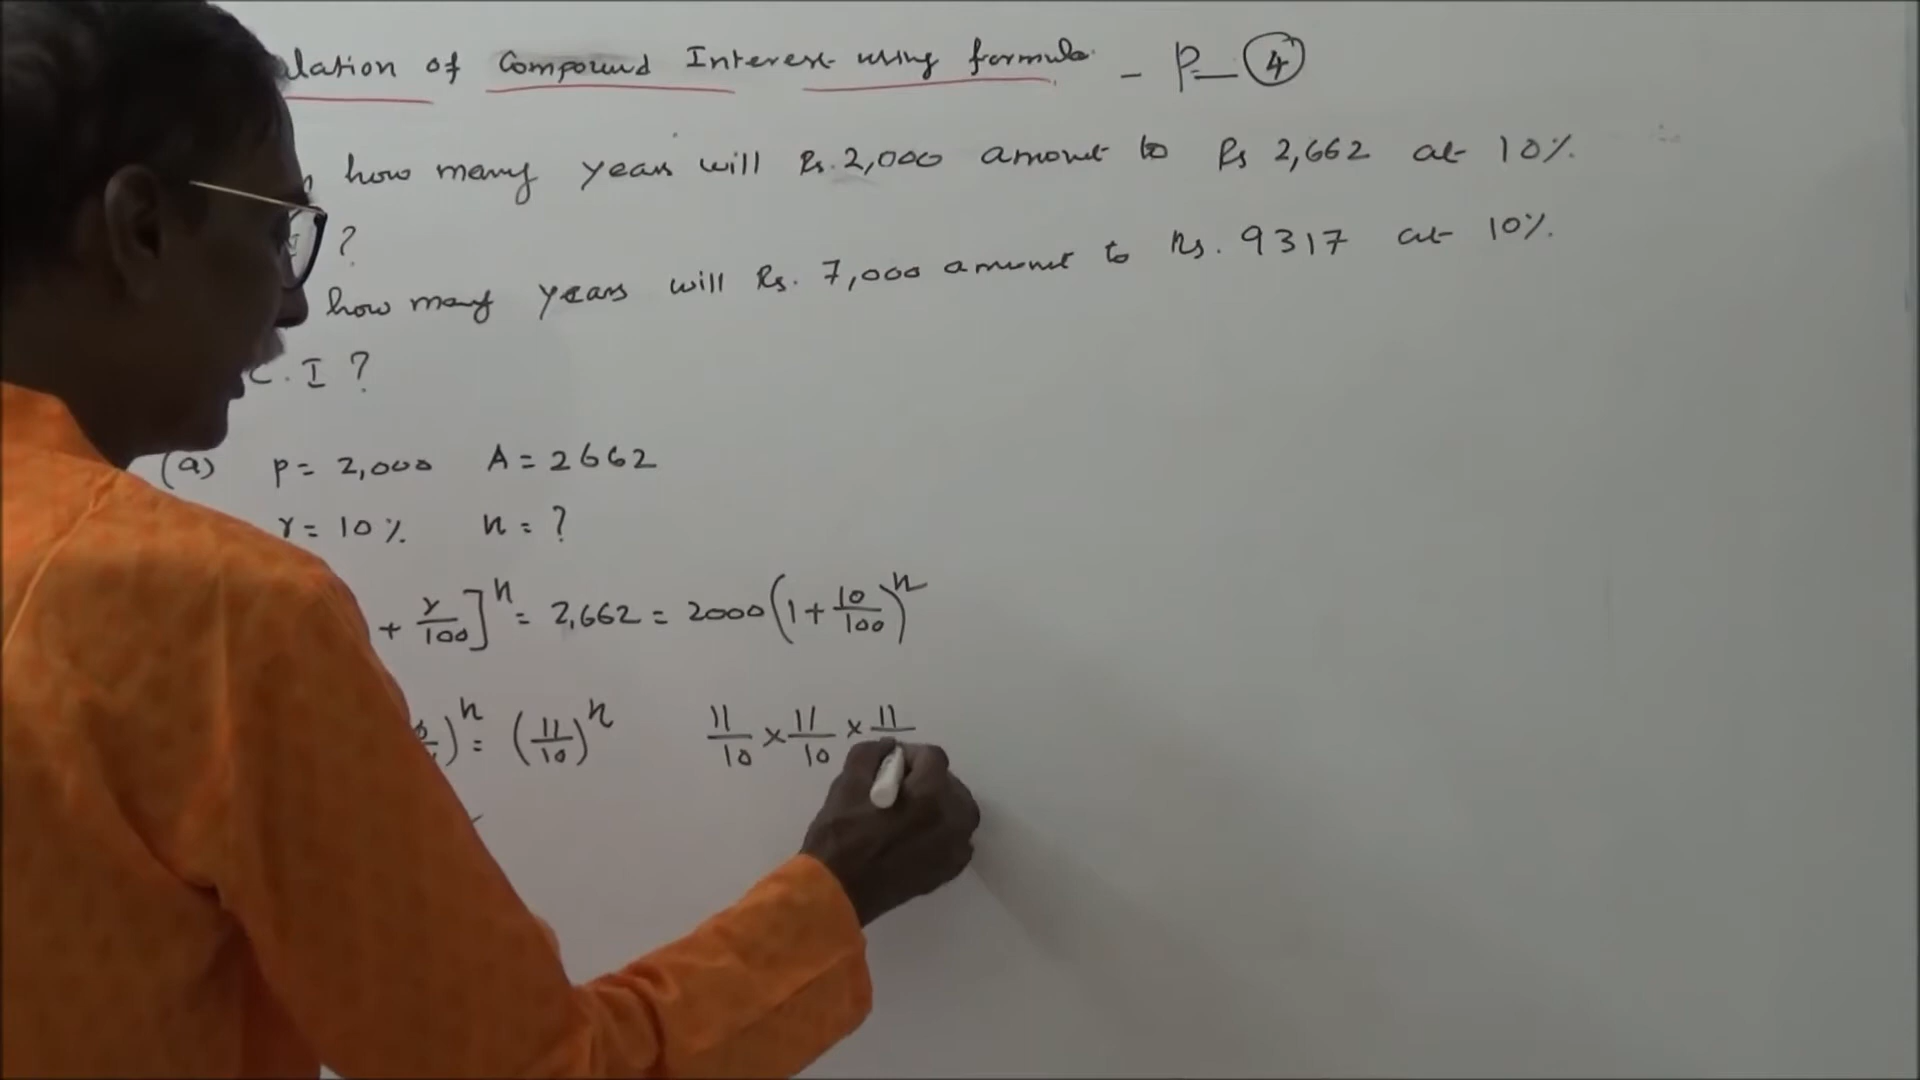 of Compound Interest using formula - P-4
how many years will Rs. 2,000 amount to Rs 2,662 at 10%.
?
how many years will Rs. 7,000 amount to Rs. 9317 at 10%.
C.I ?
(a) P = 2,000 A = 2662
r = 10% n = ?
+ r/100]^n = 2,662 = 2000(1 + 10/100)^n
)^n = (11/10)^n 11/10 × 11/10 × 11